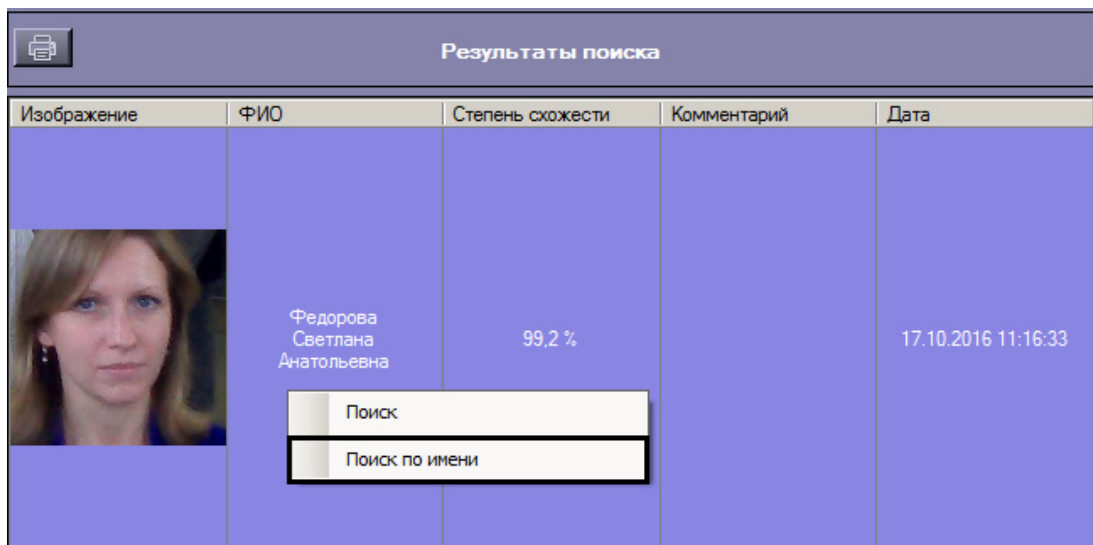 Результаты поиска
Изображение ФИО Степень схожести Комментарий Дата
Федорова
Светлана
Анатольевна
99,2 %
17.10.2016 11:16:33
Поиск
Поиск по имени